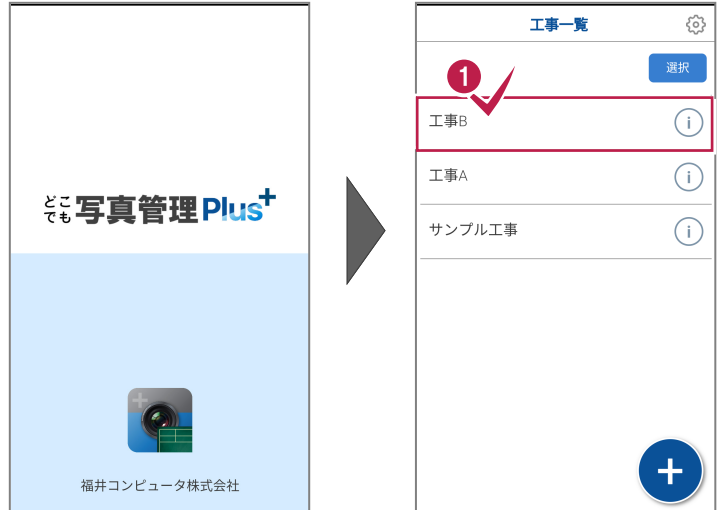 どこでも写真管理Plus+
福井コンピュータ株式会社
工事一覧
選択
1
工事B
i
工事A
i
サンプル工事
i
+